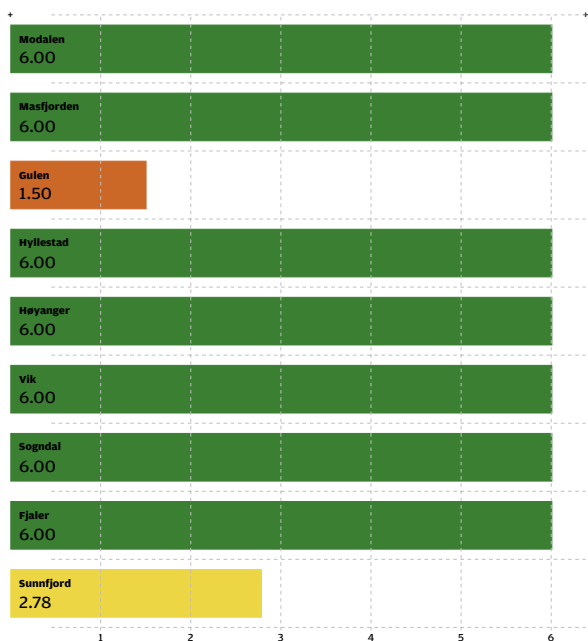 Modalen
6.00
Masfjorden
6.00
Gulen
1.50
Hyllestad
6.00
Høyanger
6.00
Vik
6.00
Sogndal
6.00
Fjaler
6.00
Sunnfjord
2.78
1 2 3 4 5 6